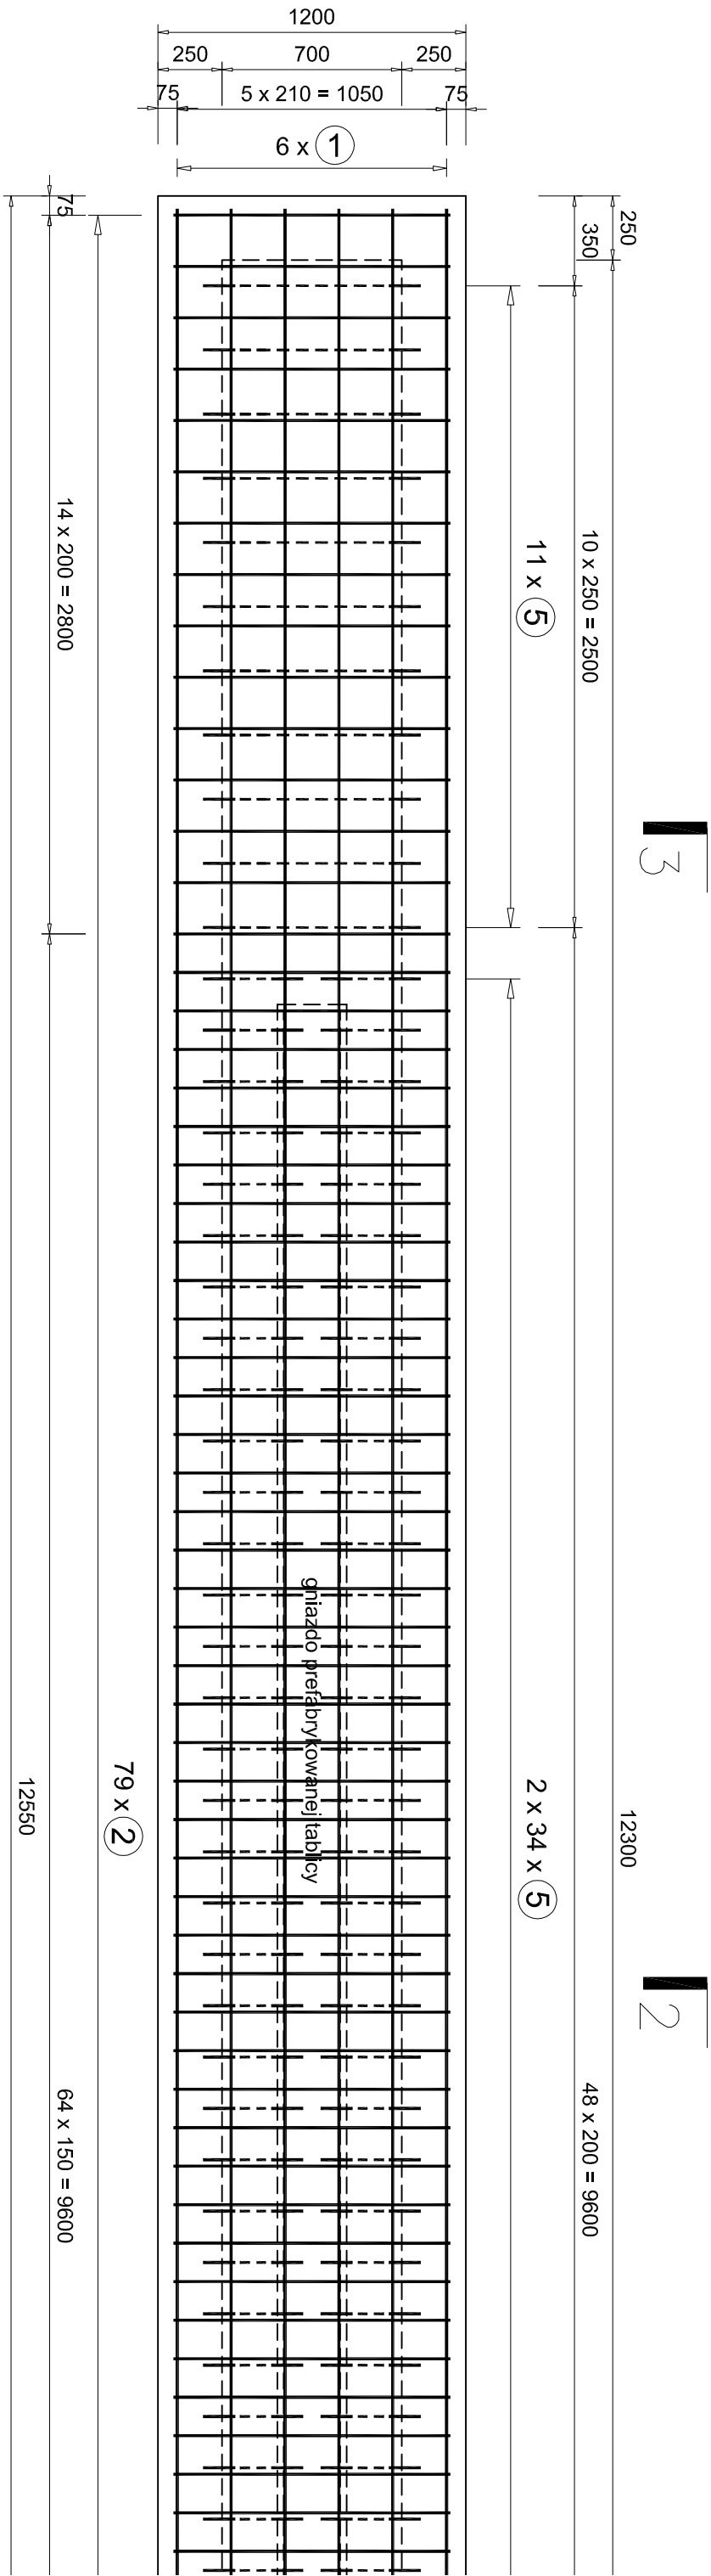 1200
250 700 250
75 5 x 210 = 1050 75
6 x 1
75
250
350
14 x 200 = 2800
10 x 250 = 2500
11 x 5
3
gniazdo prefabrykowanej tablicy
79 x 2
2 x 34 x 5
12550
12300
2
64 x 150 = 9600
48 x 200 = 9600